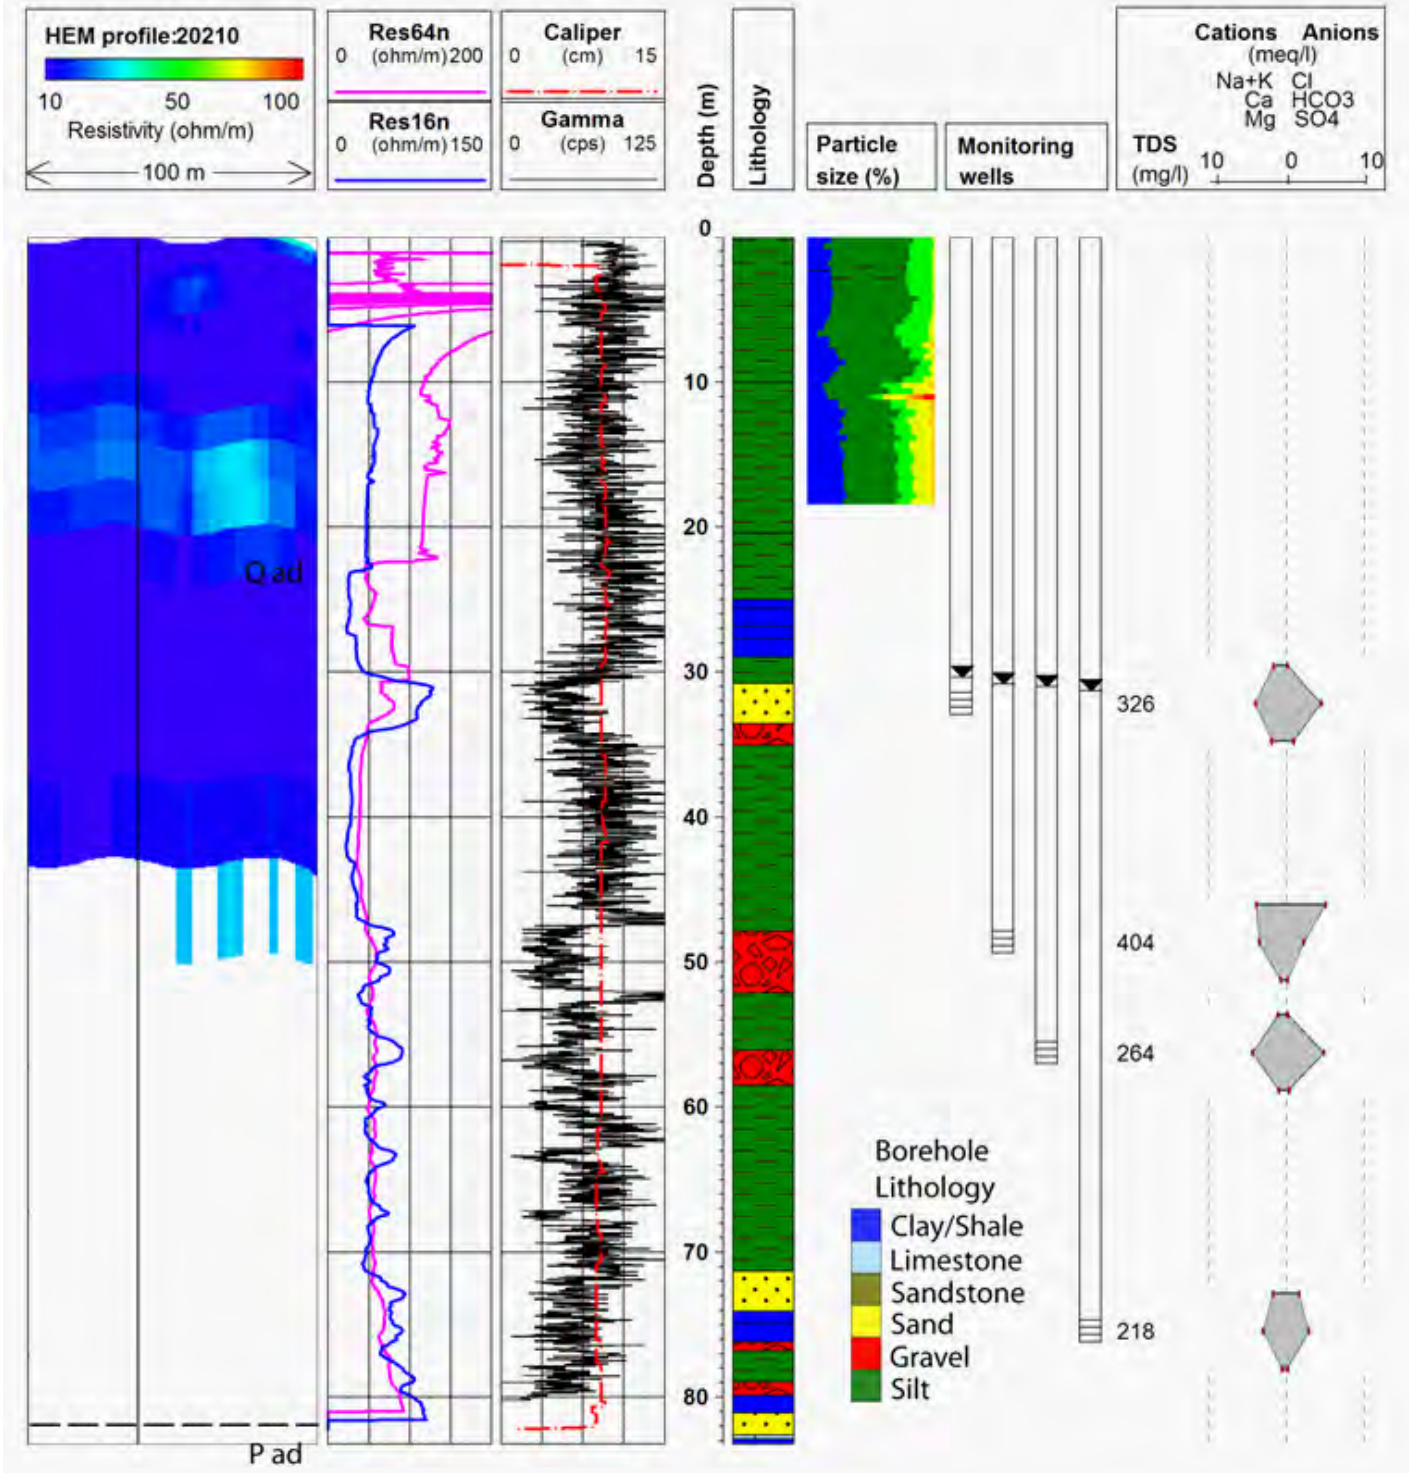 HEM profile:20210
10 50 100
Resistivity (ohm/m)
100 m
Res64n
0 (ohm/m) 200
Res16n
0 (ohm/m) 150
Caliper
0 (cm) 15
Gamma
0 (cps) 125
Depth (m)
Lithology
Particle
size (%)
Monitoring
wells
Cations Anions
(meq/l)
Na+K Cl
Ca HCO3
Mg SO4
TDS
(mg/l)
10 0 10
0
10
20
30
40
50
60
70
80
Q ad
P ad
326
404
264
218
Borehole
Lithology
Clay/Shale
Limestone
Sandstone
Sand
Gravel
Silt